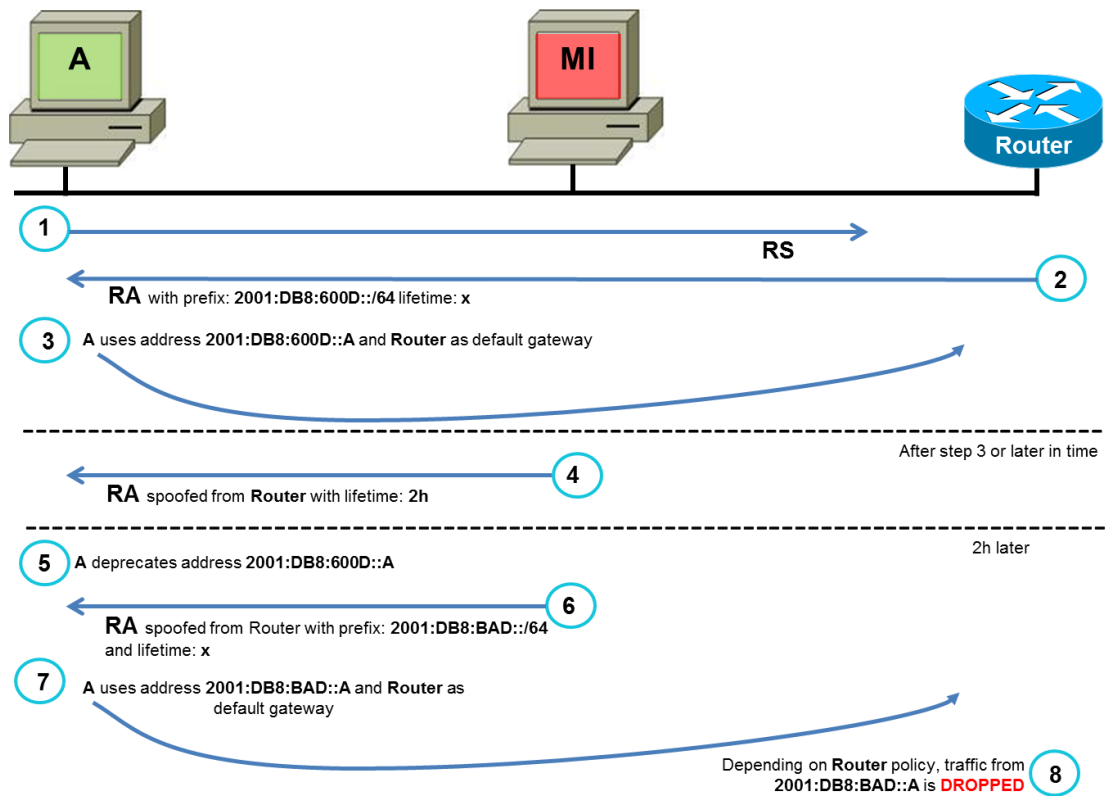 A
MI
Router
1
RS
2
RA with prefix: 2001:DB8:600D::/64 lifetime: x
3
A uses address 2001:DB8:600D::A and Router as default gateway
After step 3 or later in time
4
RA spoofed from Router with lifetime: 2h
2h later
5
A deprecates address 2001:DB8:600D::A
6
RA spoofed from Router with prefix: 2001:DB8:BAD::/64
and lifetime: x
7
A uses address 2001:DB8:BAD::A and Router as
default gateway
Depending on Router policy, traffic from
2001:DB8:BAD::A is DROPPED
8